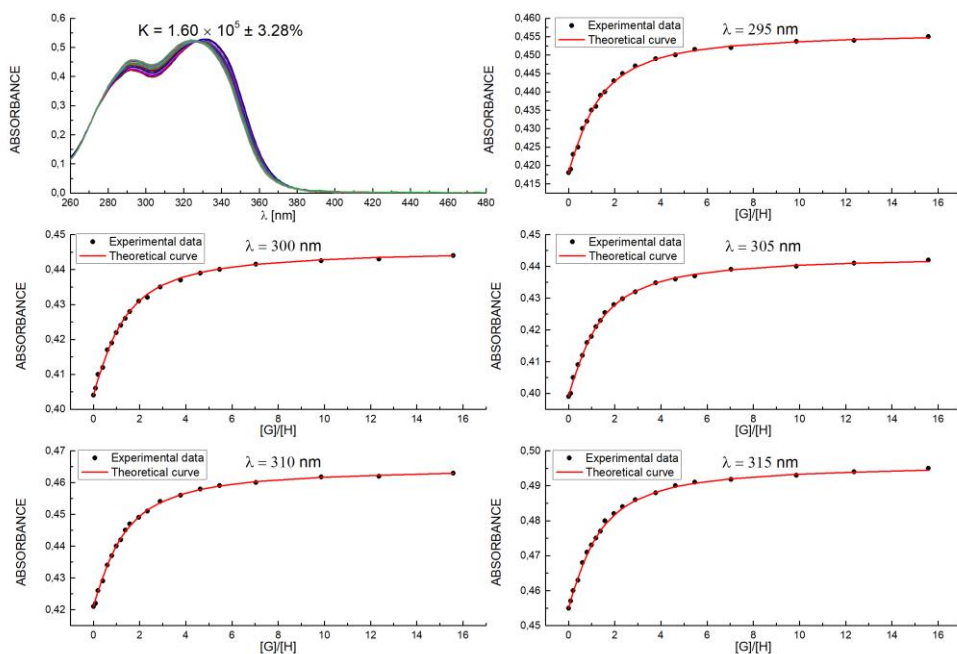 K = 1.60 × 10⁵ ± 3.28%
ABSORBANCE
0,6
0,5
0,4
0,3
0,2
0,1
0,0
260 280 300 320 340 360 380 400 420 440 460 480
λ [nm]
Experimental data
Theoretical curve
λ = 295 nm
ABSORBANCE
0,460
0,455
0,450
0,445
0,440
0,435
0,430
0,425
0,420
0,415
0 2 4 6 8 10 12 14 16
[G]/[H]
Experimental data
Theoretical curve
λ = 300 nm
ABSORBANCE
0,45
0,44
0,43
0,42
0,41
0,40
0 2 4 6 8 10 12 14 16
[G]/[H]
Experimental data
Theoretical curve
λ = 305 nm
ABSORBANCE
0,45
0,44
0,43
0,42
0,41
0,40
0 2 4 6 8 10 12 14 16
[G]/[H]
Experimental data
Theoretical curve
λ = 310 nm
ABSORBANCE
0,47
0,46
0,45
0,44
0,43
0,42
0 2 4 6 8 10 12 14 16
[G]/[H]
Experimental data
Theoretical curve
λ = 315 nm
ABSORBANCE
0,50
0,49
0,48
0,47
0,46
0,45
0 2 4 6 8 10 12 14 16
[G]/[H]